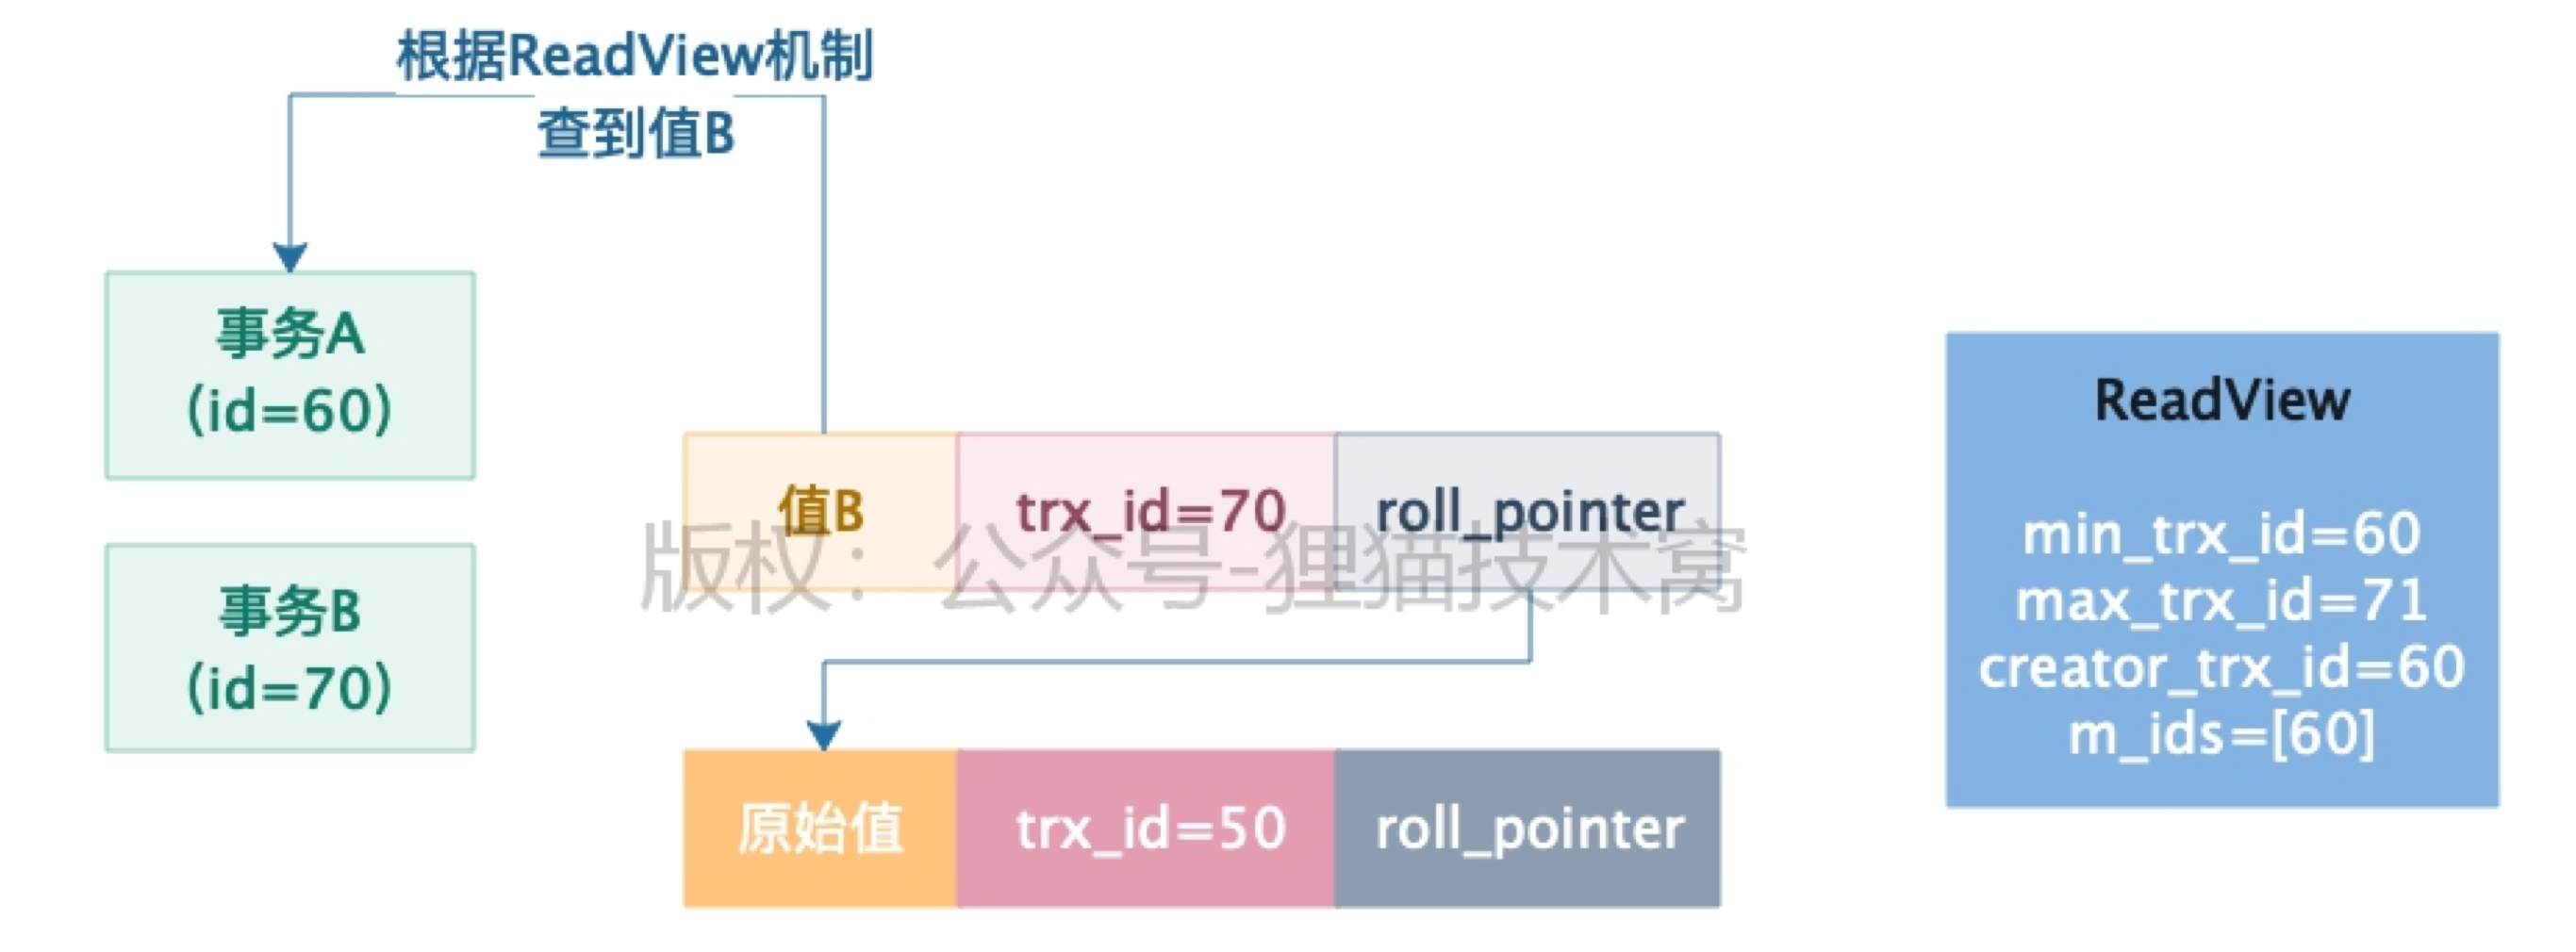 根据ReadView机制
查到值B
事务A
(id=60)
事务B
(id=70)
值B
trx_id=70
roll_pointer
版权：公众号-狸猫技术窝
原始值
trx_id=50
roll_pointer
ReadView
min_trx_id=60
max_trx_id=71
creator_trx_id=60
m_ids=[60]